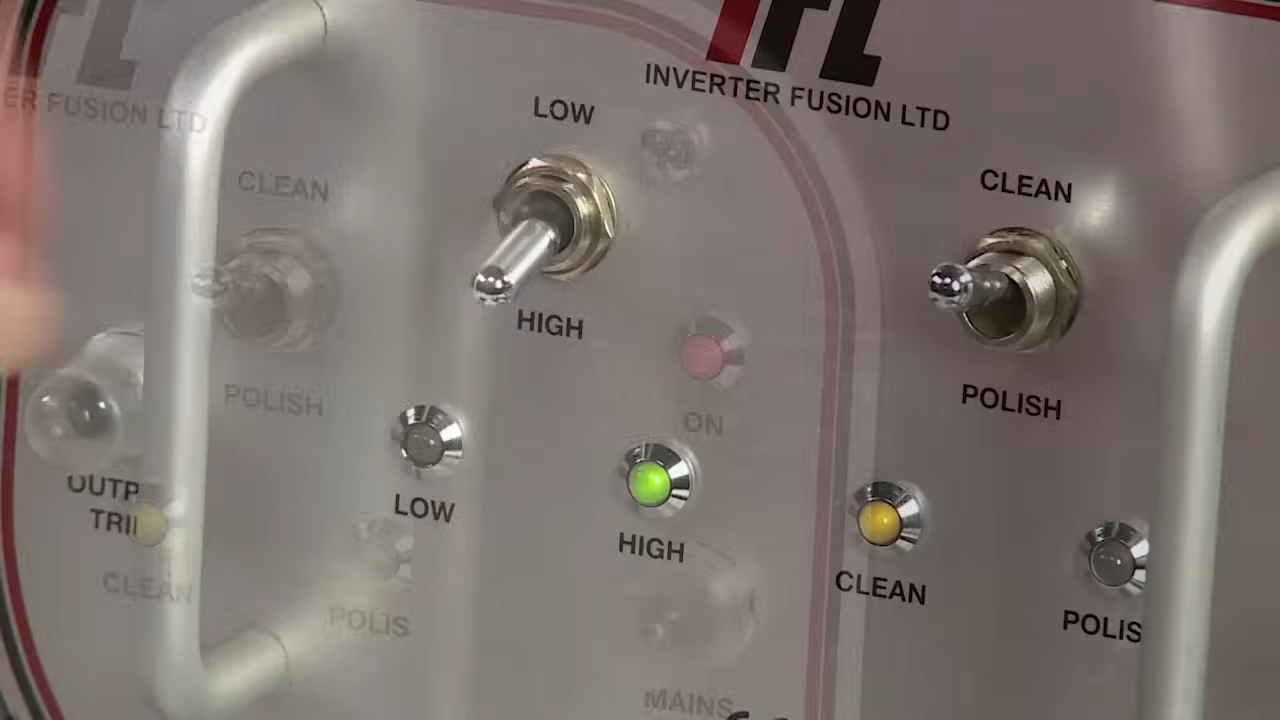 IFL
INVERTER FUSION LTD
ER FUSION LTD
LOW
CLEAN
CLEAN
HIGH
POLISH
POLISH
ON
OUTP
TRI
LOW
HIGH
CLEAN
CLEAN
POLIS
POLIS
MAINS